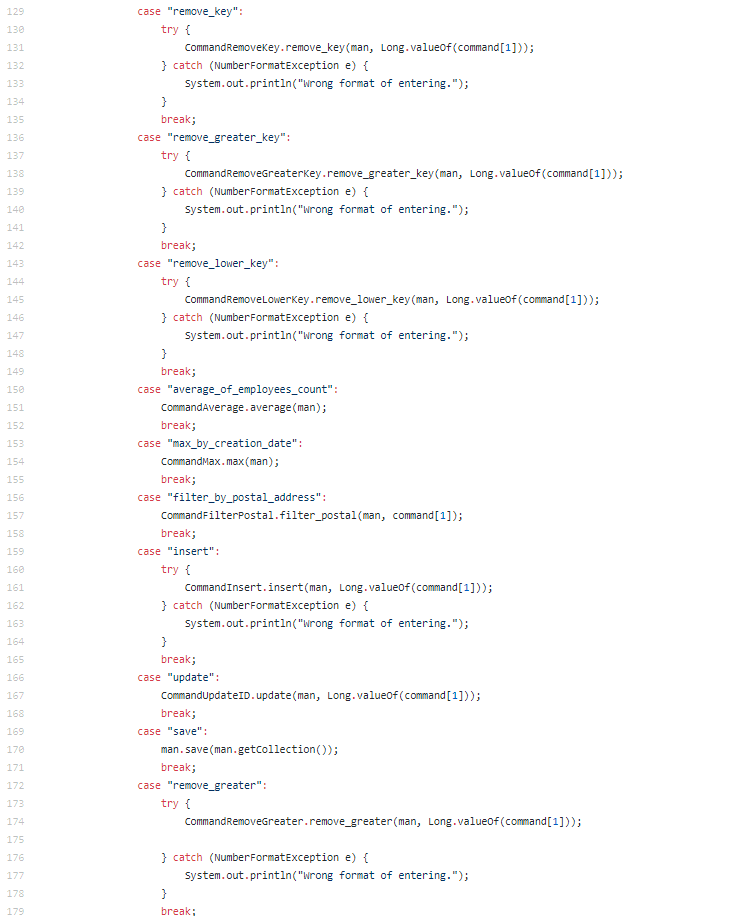 129 case "remove_key":
130 try {
131 CommandRemoveKey.remove_key(man, Long.valueOf(command[1]));
132 } catch (NumberFormatException e) {
133 System.out.println("Wrong format of entering.");
134 }
135 break;
136 case "remove_greater_key":
137 try {
138 CommandRemoveGreaterKey.remove_greater_key(man, Long.valueOf(command[1]));
139 } catch (NumberFormatException e) {
140 System.out.println("Wrong format of entering.");
141 }
142 break;
143 case "remove_lower_key":
144 try {
145 CommandRemoveLowerKey.remove_lower_key(man, Long.valueOf(command[1]));
146 } catch (NumberFormatException e) {
147 System.out.println("Wrong format of entering.");
148 }
149 break;
150 case "average_of_employees_count":
151 CommandAverage.average(man);
152 break;
153 case "max_by_creation_date":
154 CommandMax.max(man);
155 break;
156 case "filter_by_postal_address":
157 CommandFilterPostal.filter_postal(man, command[1]);
158 break;
159 case "insert":
160 try {
161 CommandInsert.insert(man, Long.valueOf(command[1]));
162 } catch (NumberFormatException e) {
163 System.out.println("Wrong format of entering.");
164 }
165 break;
166 case "update":
167 CommandUpdateID.update(man, Long.valueOf(command[1]));
168 break;
169 case "save":
170 man.save(man.getCollection());
171 break;
172 case "remove_greater":
173 try {
174 CommandRemoveGreater.remove_greater(man, Long.valueOf(command[1]));
175
176 } catch (NumberFormatException e) {
177 System.out.println("Wrong format of entering.");
178 }
179 break;